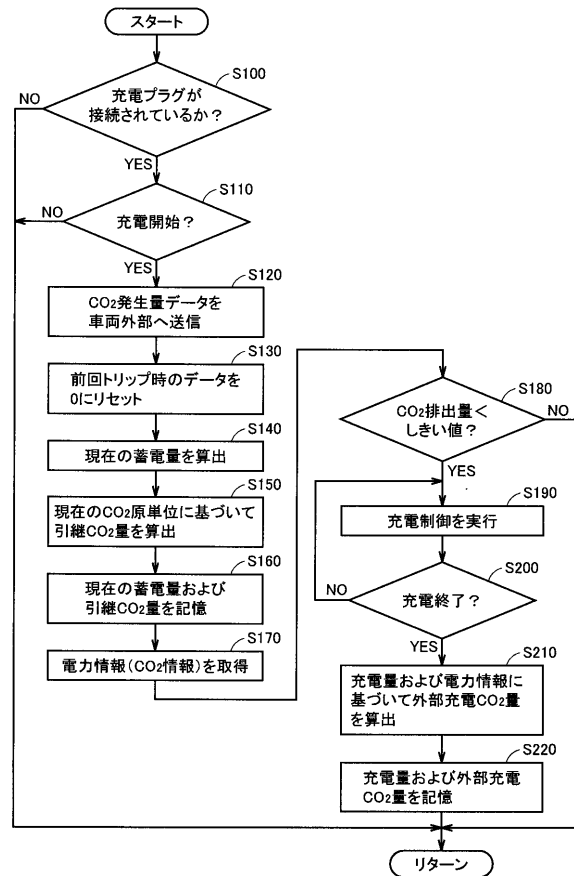 スタート
S100
充電プラグが
接続されているか？
NO
YES
S110
充電開始？
NO
YES
S120
CO2発生量データを
車両外部へ送信
S130
前回トリップ時のデータを
0にリセット
S140
現在の蓄電量を算出
S150
現在のCO2原単位に基づいて
引継CO2量を算出
S160
現在の蓄電量および
引継CO2量を記憶
S170
電力情報(CO2情報)を取得
S180
CO2排出量<
しきい値？
NO
YES
S190
充電制御を実行
S200
充電終了？
NO
YES
S210
充電量および電力情報に
基づいて外部充電CO2量
を算出
S220
充電量および外部充電
CO2量を記憶
リターン